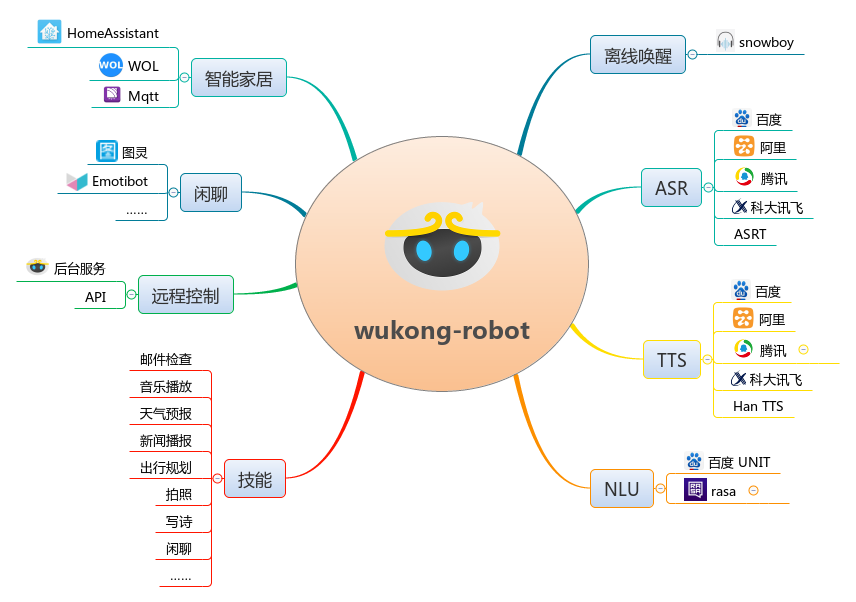 wukong-robot
智能家居
HomeAssistant
WOL
WOL
Mqtt
闲聊
图
图灵
Emotibot
……
远程控制
后台服务
API
技能
邮件检查
音乐播放
天气预报
新闻播报
出行规划
拍照
写诗
闲聊
……
离线唤醒
snowboy
ASR
百度
阿里
腾讯
科大讯飞
ASRT
TTS
百度
阿里
腾讯
科大讯飞
Han TTS
NLU
百度 UNIT
rasa